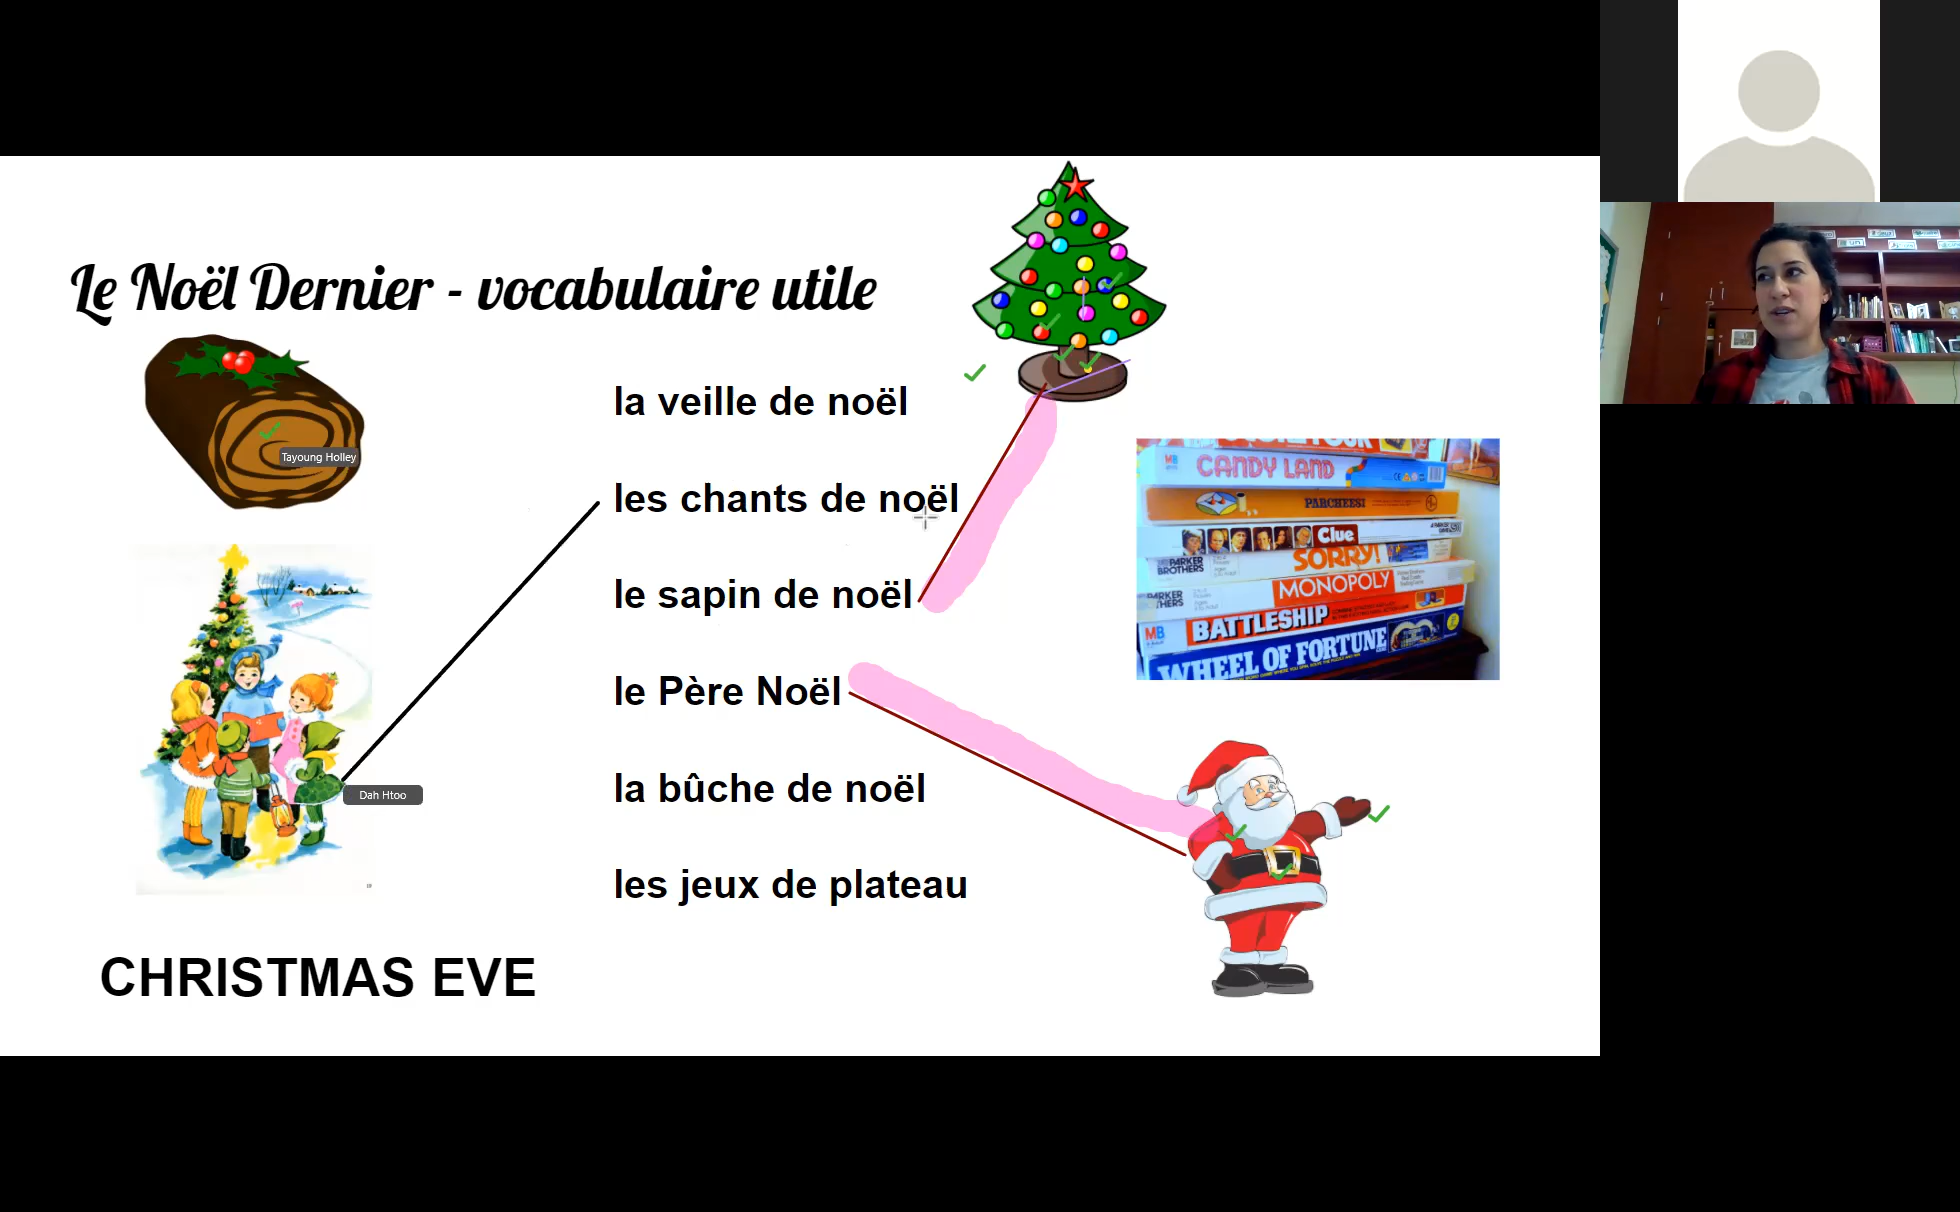 Le Noël Dernier - vocabulaire utile
Tayoung Holley
la veille de noël
les chants de noël
le sapin de noël
le Père Noël
la bûche de noël
les jeux de plateau
Dah Htoo
CHRISTMAS EVE
CANDY LAND
PARCHEESI
Clue
PARKER
BROTHERS
SORRY!
MONOPOLY
MB
BATTLESHIP
WHEEL OF FORTUNE